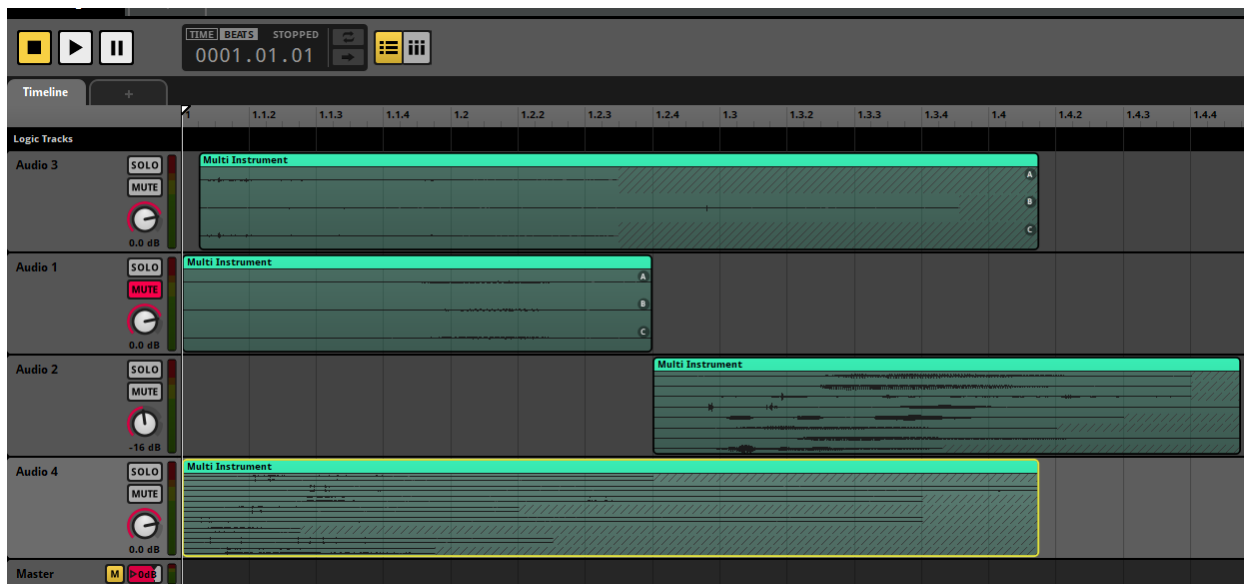 TIME BEATS STOPPED
0001.01.01
Timeline +
1 1.1.2 1.1.3 1.1.4 1.2 1.2.2 1.2.3 1.2.4 1.3 1.3.2 1.3.3 1.3.4 1.4 1.4.2 1.4.3 1.4.4
Logic Tracks
Audio 3 SOLO Multi Instrument
MUTE A
B
0.0 dB C
Audio 1 SOLO Multi Instrument
MUTE A
B
0.0 dB C
Audio 2 SOLO Multi Instrument
MUTE
-16 dB
Audio 4 SOLO Multi Instrument
MUTE
0.0 dB
Master M 0dB